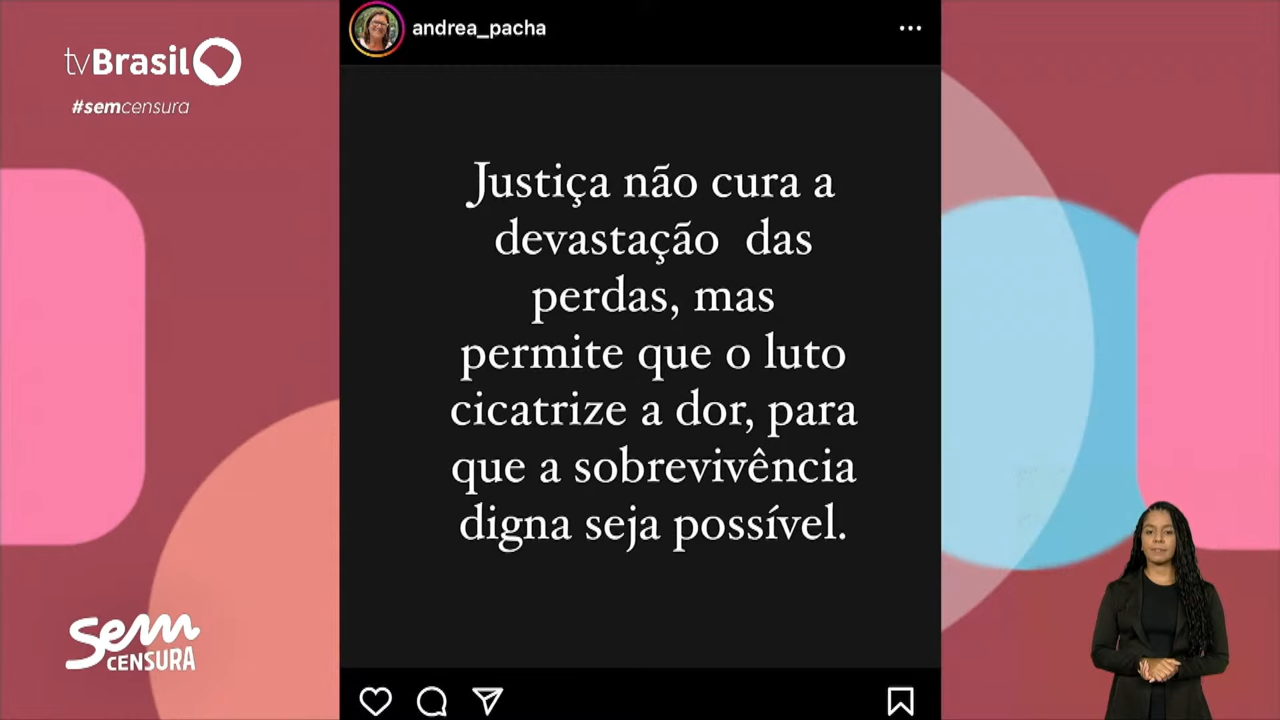 tvBrasil
#semcensura
andrea_pacha
Justiça não cura a
devastação das
perdas, mas
permite que o luto
cicatrize a dor, para
que a sobrevivência
digna seja possível.
Sem
CENSURA